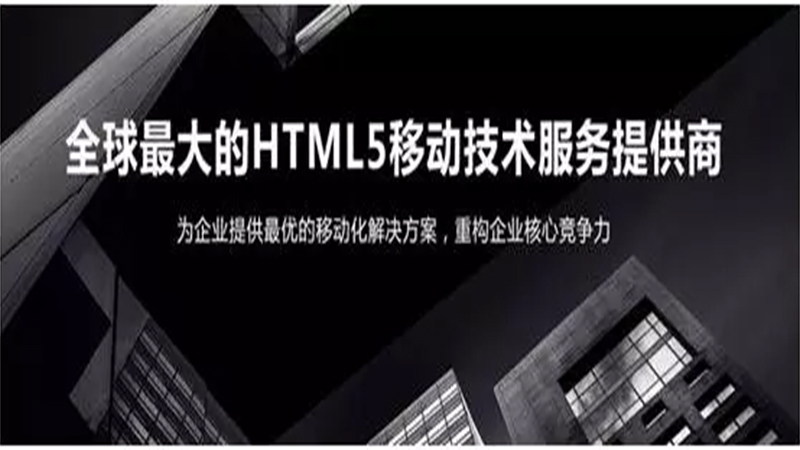 全球最大的HTML5移动技术服务提供商
为企业提供最优的移动化解决方案，重构企业核心竞争力